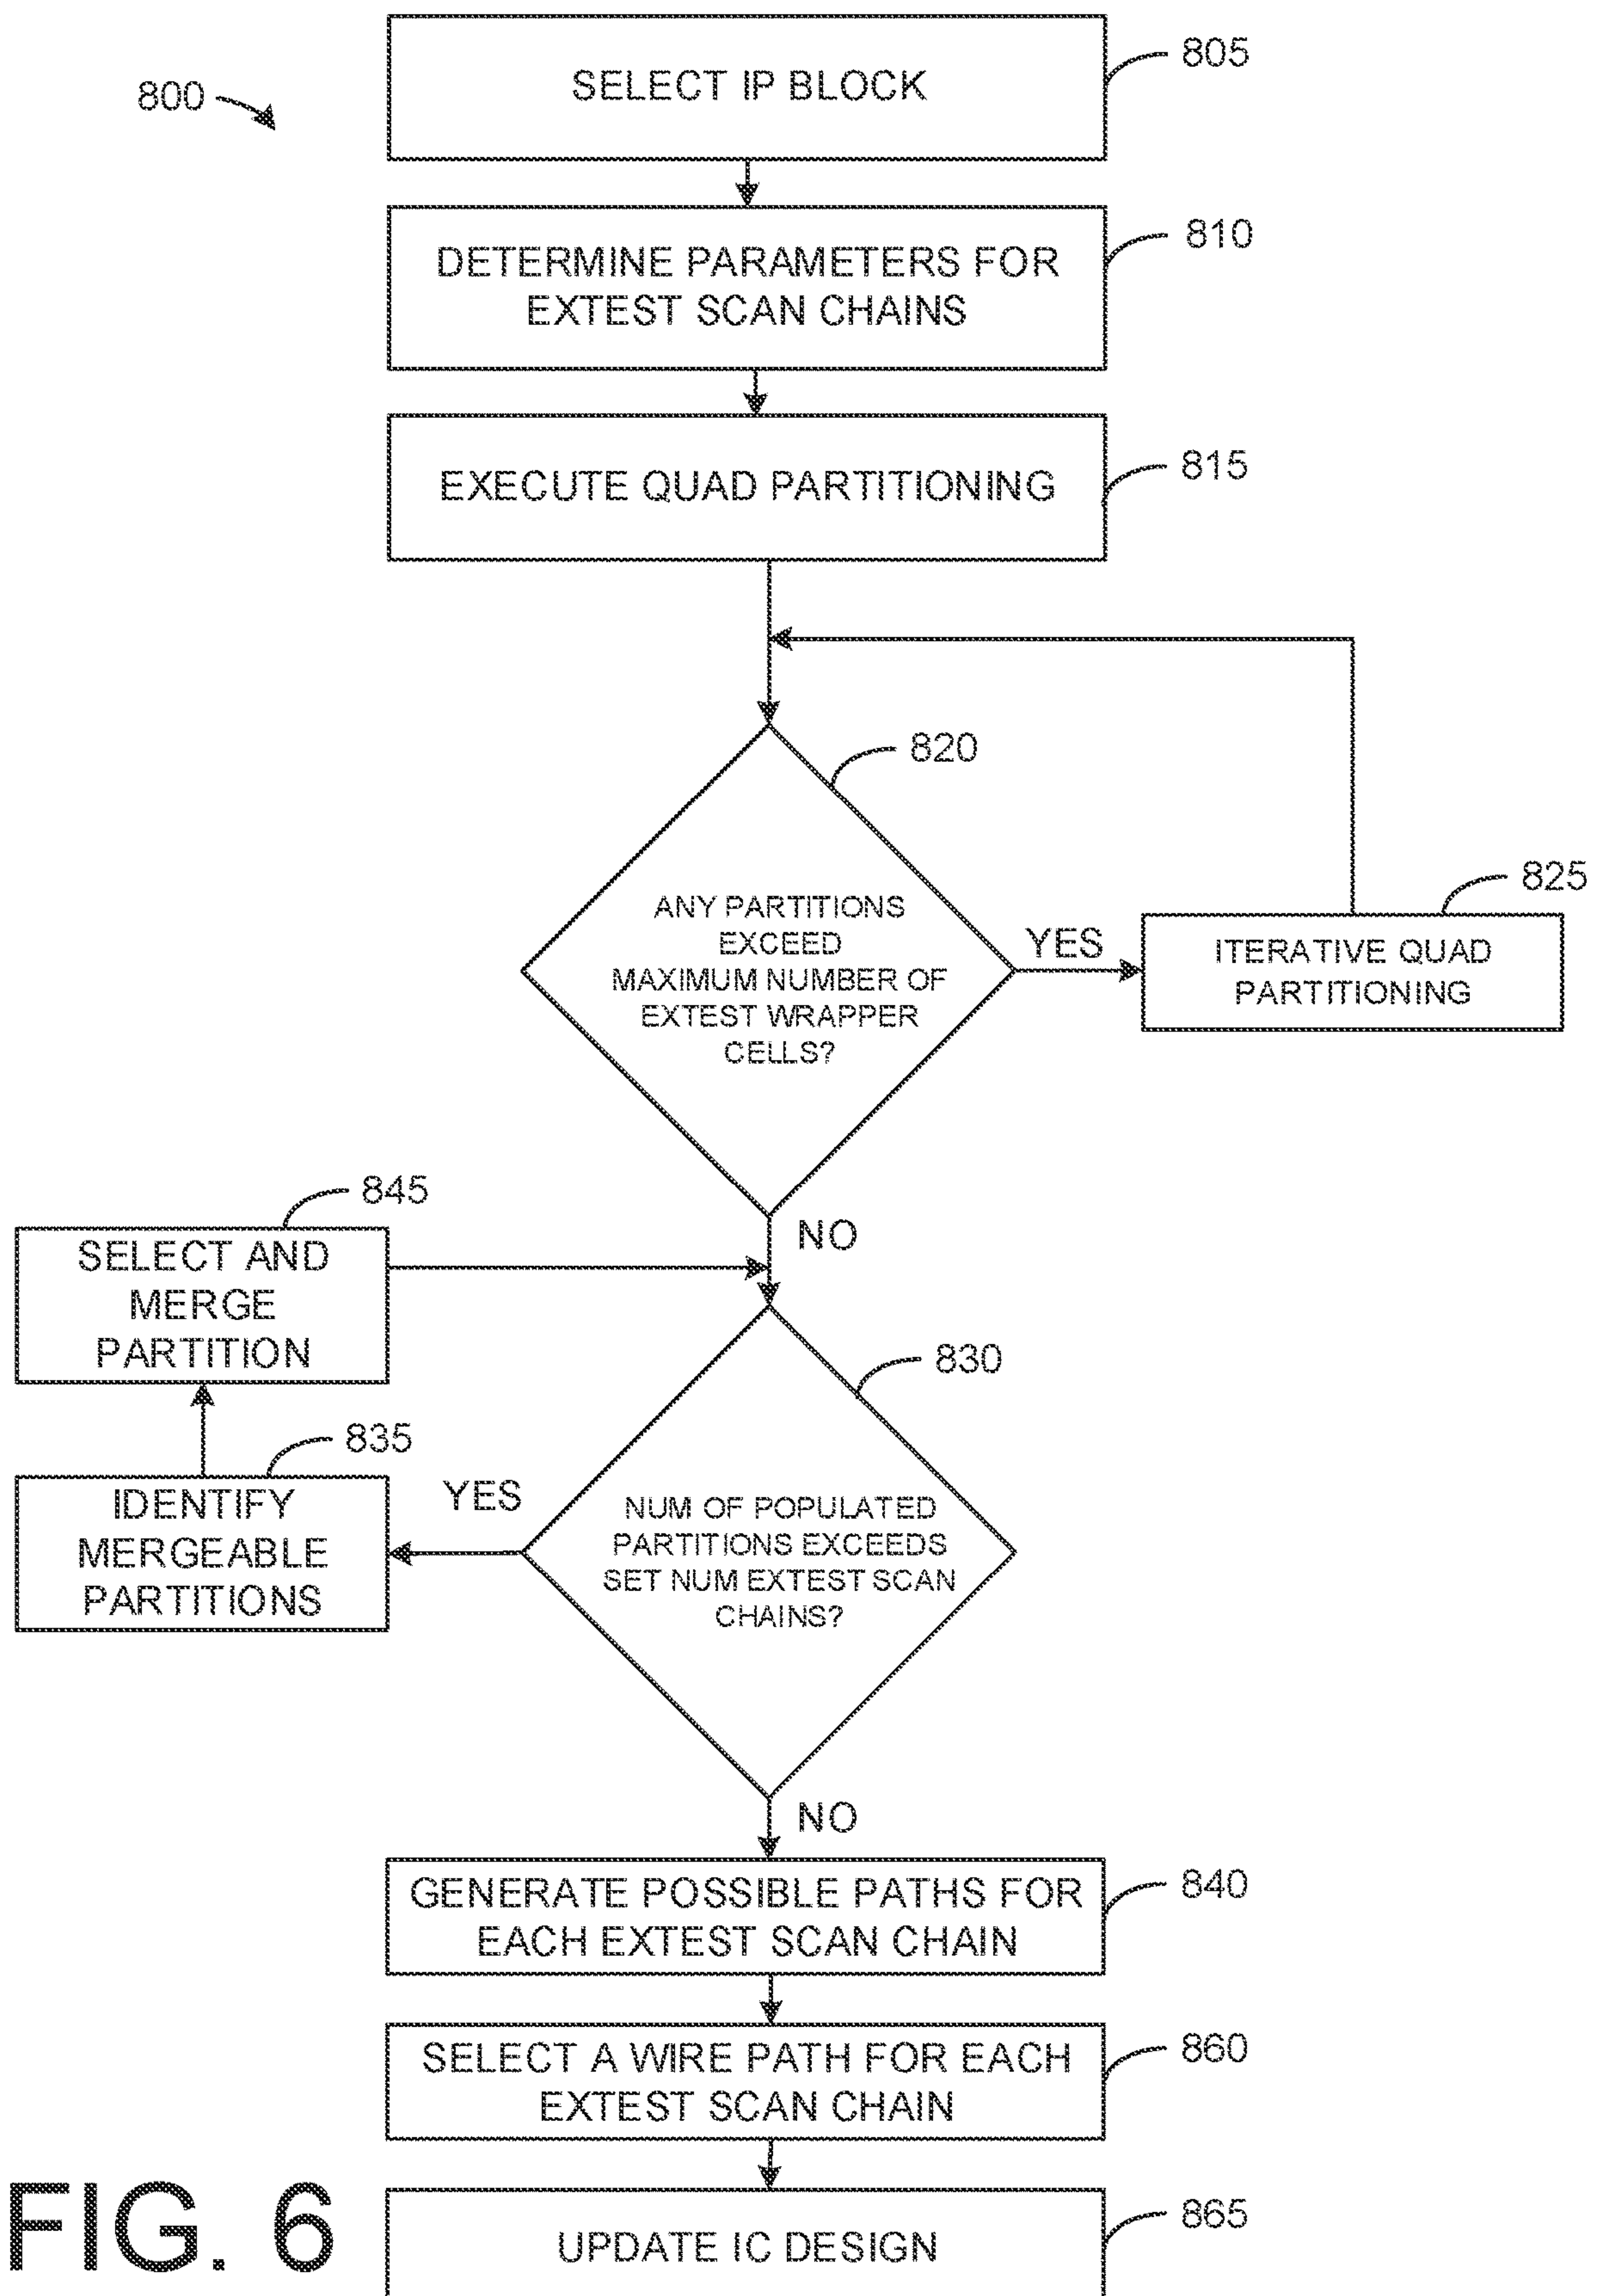 800
SELECT IP BLOCK
805
DETERMINE PARAMETERS FOR
EXTEST SCAN CHAINS
810
EXECUTE QUAD PARTITIONING
815
820
ANY PARTITIONS
EXCEED
MAXIMUM NUMBER OF
EXTEST WRAPPER
CELLS?
YES
825
ITERATIVE QUAD
PARTITIONING
NO
845
SELECT AND
MERGE
PARTITION
830
835
IDENTIFY
MERGEABLE
PARTITIONS
YES
NUM OF POPULATED
PARTITIONS EXCEEDS
SET NUM EXTEST SCAN
CHAINS?
NO
GENERATE POSSIBLE PATHS FOR
EACH EXTEST SCAN CHAIN
840
SELECT A WIRE PATH FOR EACH
EXTEST SCAN CHAIN
860
UPDATE IC DESIGN
865
FIG. 6